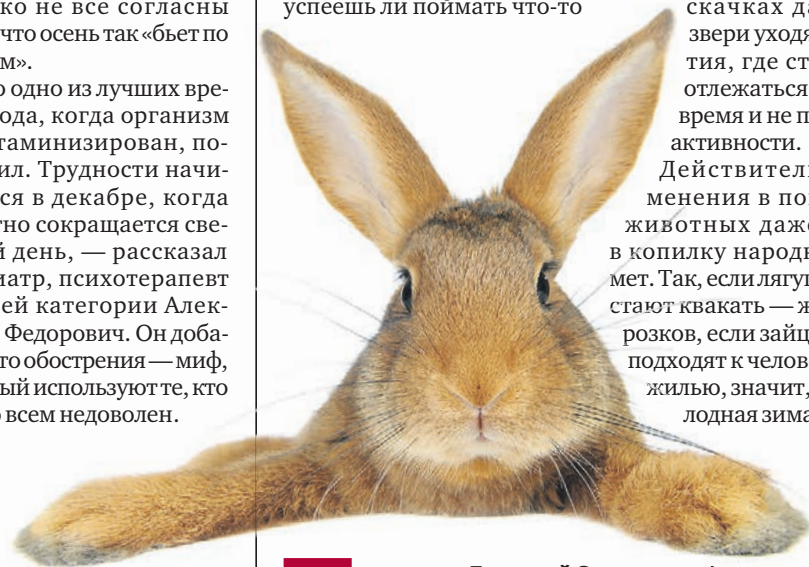 ко не все согласны
что осень так «бьет по
м».
о одно из лучших вре-
ода, когда организм
таминизирован, по-
ил. Трудности начи-
ся в декабре, когда
тно сокращается све-
й день, — рассказал
иатр, психотерапевт
ей категории Алек-
Федорович. Он доба-
то обострения — миф,
ый используют те, кто
о всем недоволен.
успеешь ли поймать что-то
скачках да
звери уходя
тия, где ст
отлежаться
время и не п
активности.
Действител
менения в по
животных даже
в копилку народн
мет. Так, если лягу
стают квакать — ж
розков, если зайц
подходят к челов
жилью, значит,
лодная зима